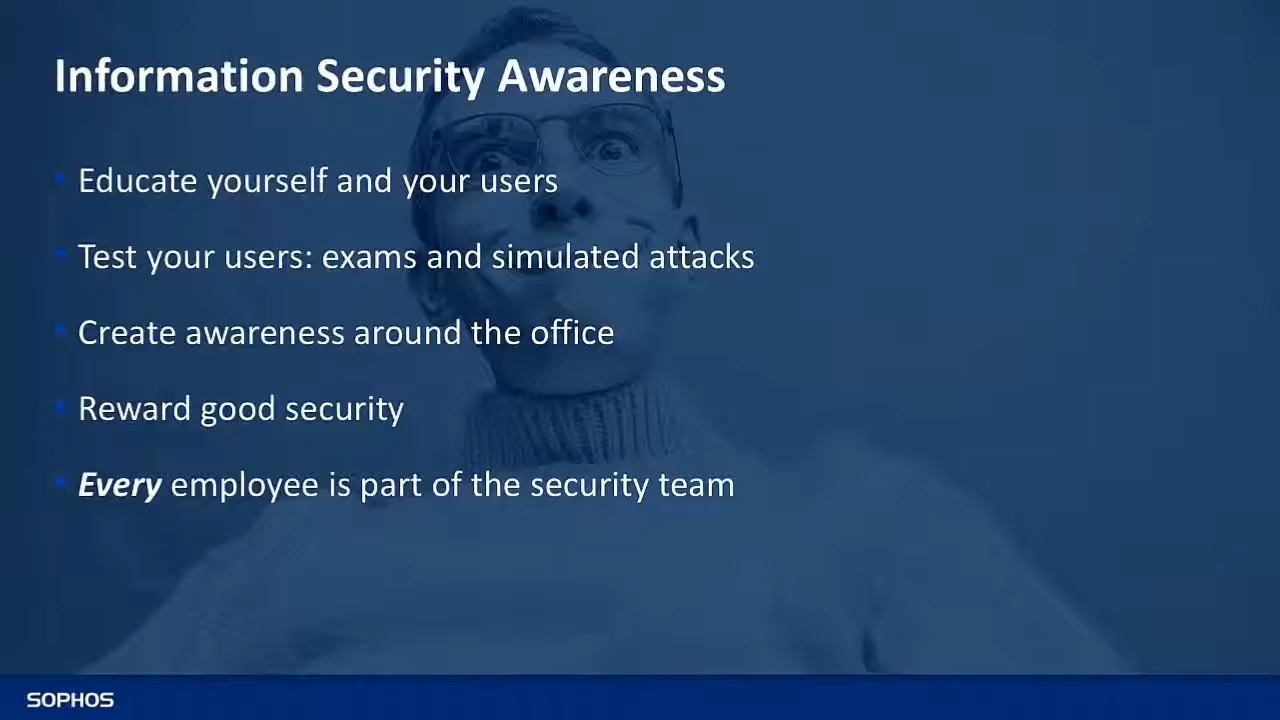 Information Security Awareness
• Educate yourself and your users
• Test your users: exams and simulated attacks
• Create awareness around the office
• Reward good security
• Every employee is part of the security team
SOPHOS